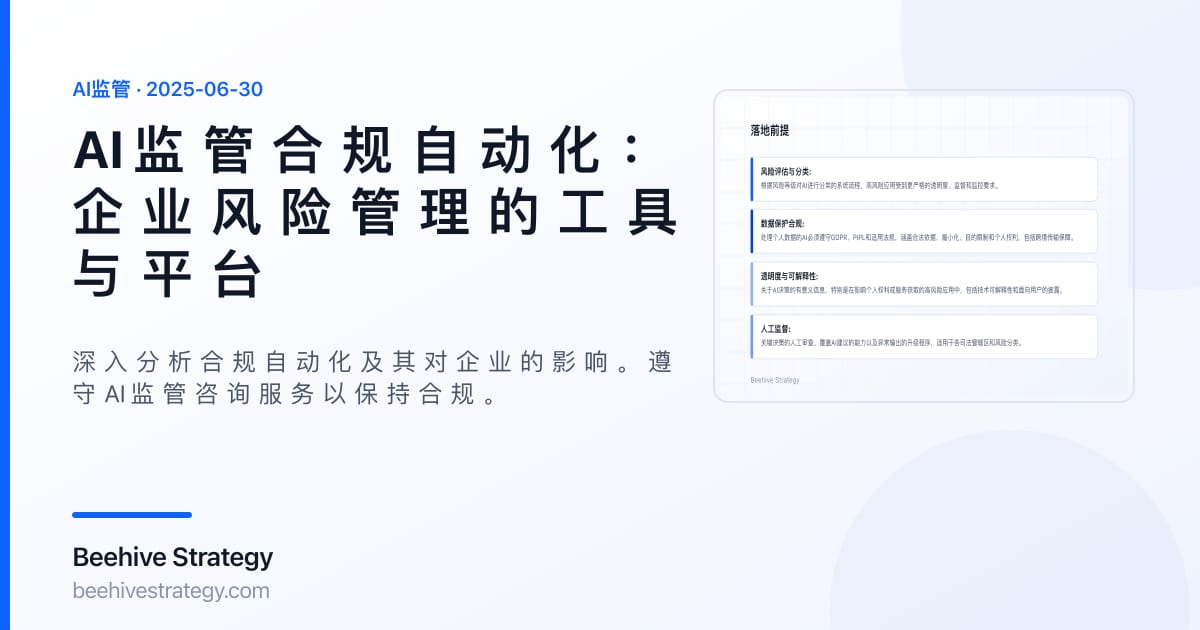 AI监管 · 2025-06-30
AI监管合规自动化：
企业风险管理的工具
与平台
深入分析合规自动化及其对企业的影响。遵
守 AI监管咨询服务以保持合规。
Beehive Strategy
beehivestrategy.com
落地前提
风险评估与分类:
根据风险等级对AI进行分类的系统流程，高风险应用受到更严格的透明度、监督和监控要求。
数据保护合规:
处理个人数据的AI必须遵守GDPR、PIPL和适用法规，涵盖合法依据、最小化、目的限制和个人权利，包括跨境传输保障。
透明度与可解释性:
关于AI决策的有意义信息，特别是在影响个人权利或服务获取的高风险应用中，包括技术可解释性和面向用户的披露。
人工监督:
关键决策的人工审查，覆盖AI建议的能力以及异常输出的升级程序，适用于各司法管辖区和风险分类。
Beehive Strategy